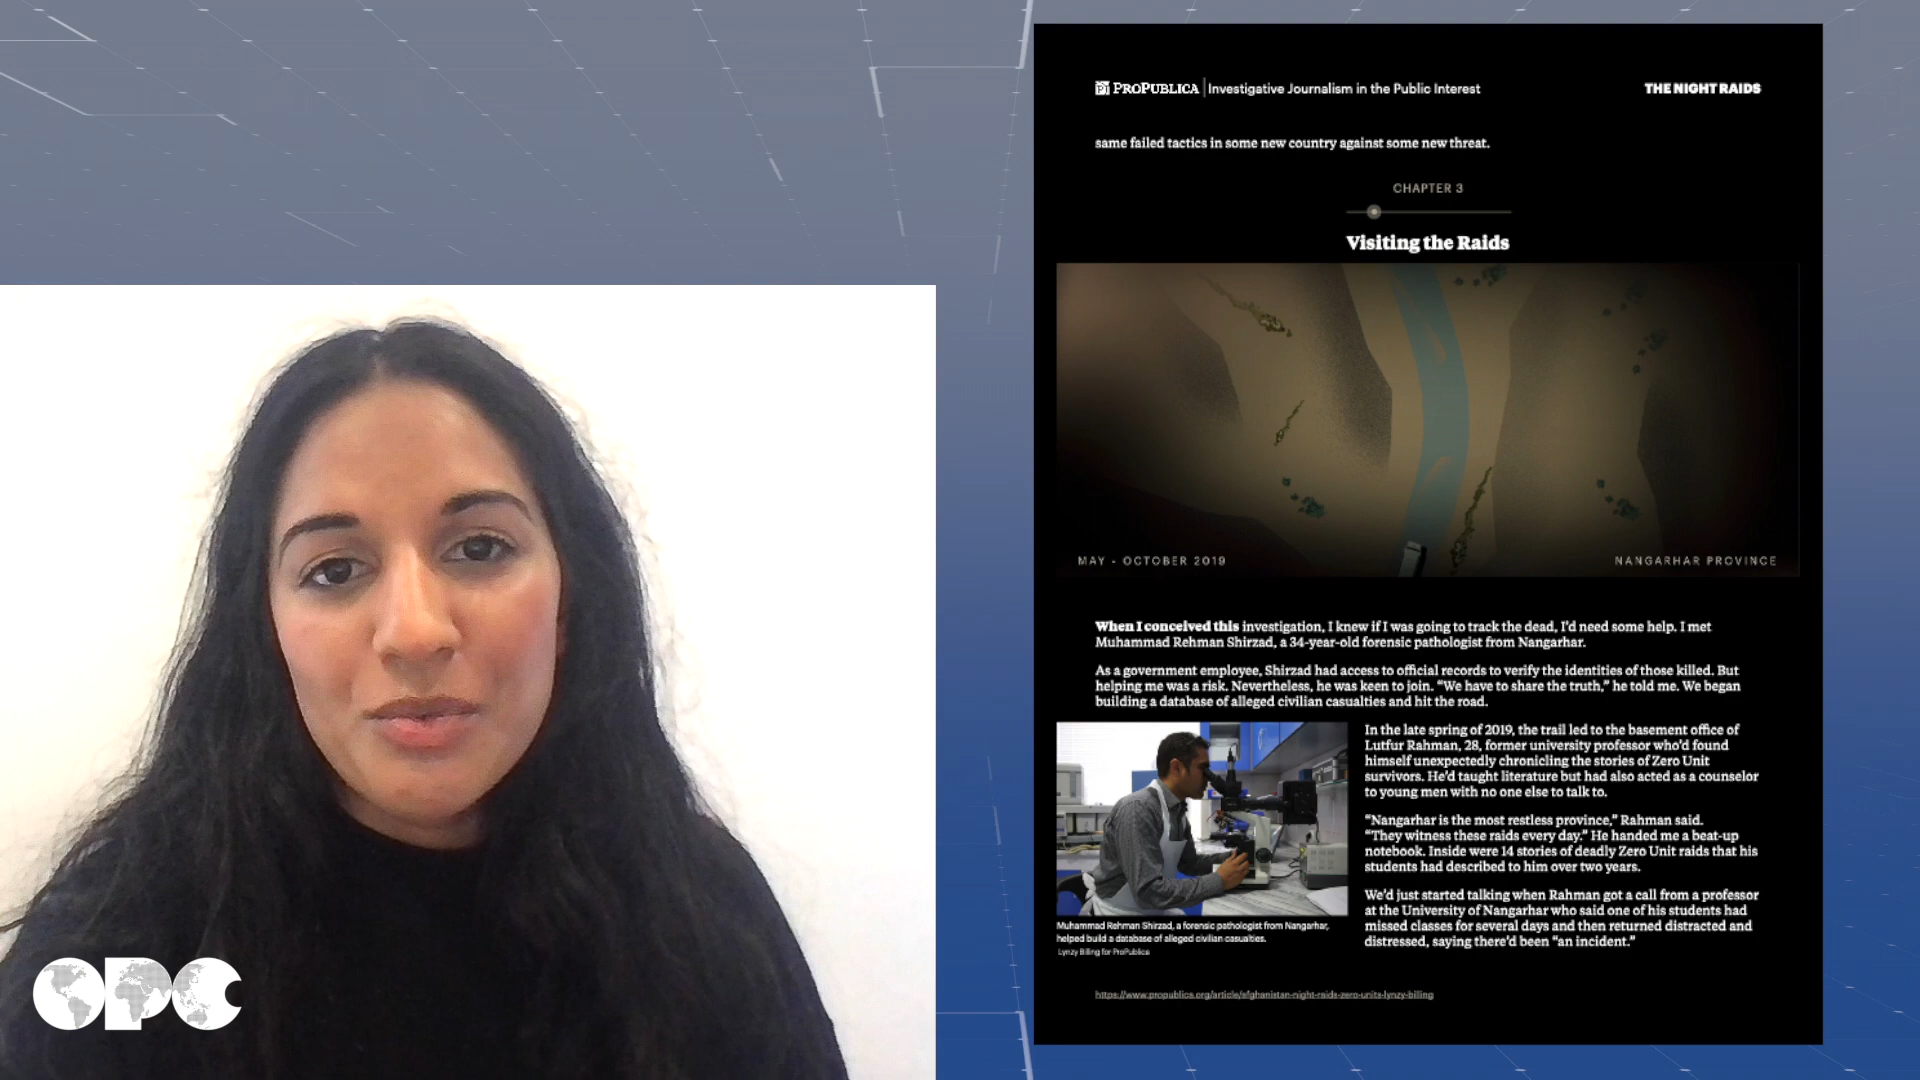 OPC
PROPUBLICA Investigative Journalism in the Public Interest
THE NIGHT RAIDS
same failed tactics in some new country against some new threat.
CHAPTER 3
Visiting the Raids
MAY - OCTOBER 2019
NANGARHAR PROVINCE
When I conceived this investigation, I knew if I was going to track the dead, I'd need some help. I met
Muhammad Rehman Shirzad, a 34-year-old forensic pathologist from Nangarhar.
As a government employee, Shirzad had access to official records to verify the identities of those killed. But
helping me was a risk. Nevertheless, he was keen to join. “We have to share the truth,” he told me. We began
building a database of alleged civilian casualties and hit the road.
In the late spring of 2019, the trail led to the basement office of
Lutfur Rahman, 28, former university professor who'd found
himself unexpectedly chronicling the stories of Zero Unit
survivors. He'd taught literature but had also acted as a counselor
to young men with no one else to talk to.
“Nangarhar is the most restless province,” Rahman said.
“They witness these raids every day.” He handed me a beat-up
notebook. Inside were 14 stories of deadly Zero Unit raids that his
students had described to him over two years.
We'd just started talking when Rahman got a call from a professor
at the University of Nangarhar who said one of his students had
missed classes for several days and then returned distracted and
distressed, saying there'd been “an incident.”
Muhammad Rehman Shirzad, a forensic pathologist from Nangarhar,
helped build a database of alleged civilian casualties.
Lynzy Billing for ProPublica
https://www.propublica.org/article/afghanistan-night-raids-zero-units-lynzy-billing